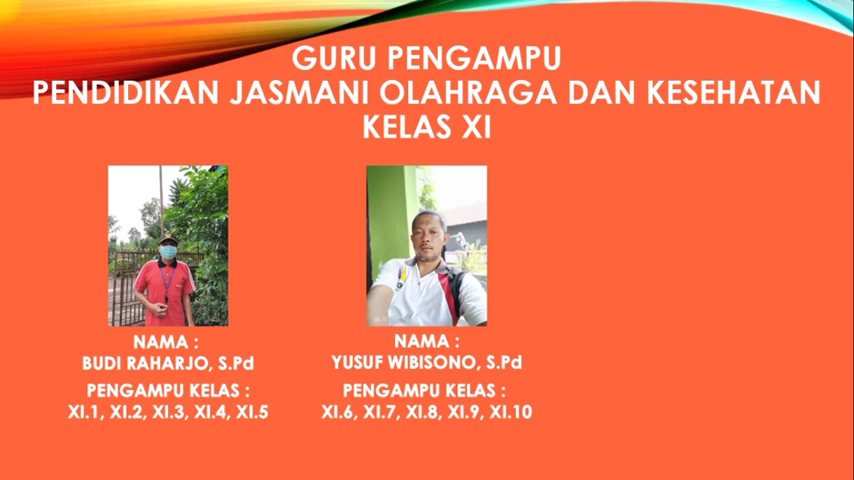 GURU PENGAMPU
PENDIDIKAN JASMANI OLAHRAGA DAN KESEHATAN
KELAS XI
NAMA :
BUDI RAHARJO, S.Pd
PENGAMPU KELAS :
XI.1, XI.2, XI.3, XI.4, XI.5
NAMA :
YUSUF WIBISONO, S.Pd
PENGAMPU KELAS :
XI.6, XI.7, XI.8, XI.9, XI.10